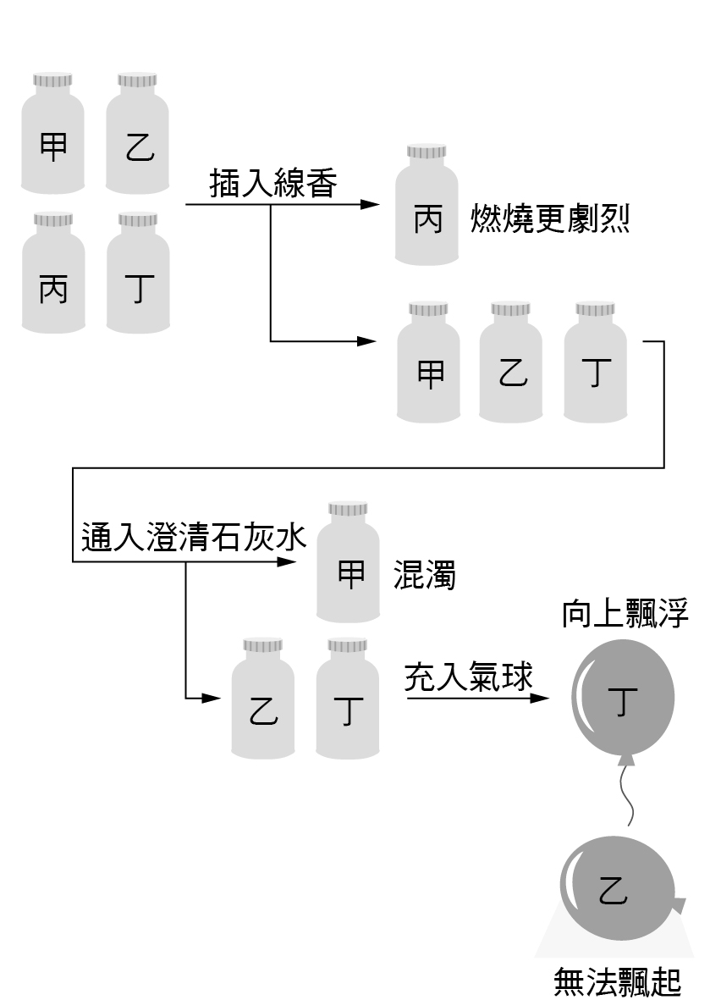 甲 乙
丙 丁
插入線香
丙 燃燒更劇烈
甲 乙 丁
通入澄清石灰水
甲 混濁
乙 丁
充入氣球
向上飄浮
丁
乙
無法飄起